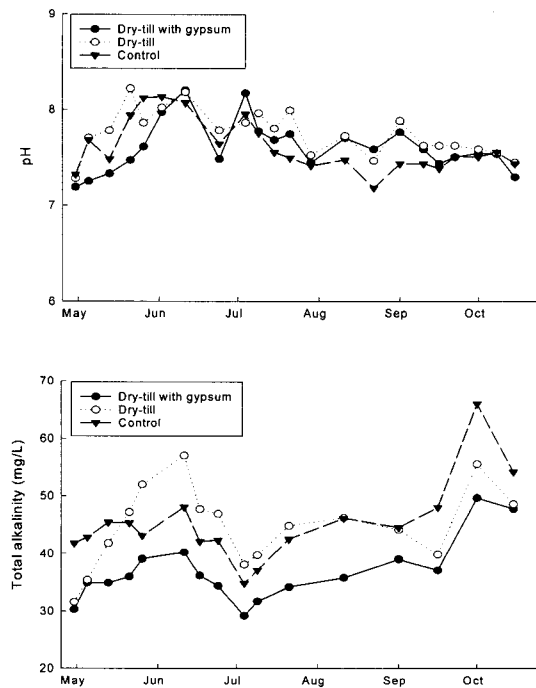 9
8
7
6
pH
Dry-till with gypsum
Dry-till
Control
May Jun Jul Aug Sep Oct
70
60
50
40
30
20
Total alkalinity (mg/L)
Dry-till with gypsum
Dry-till
Control
May Jun Jul Aug Sep Oct